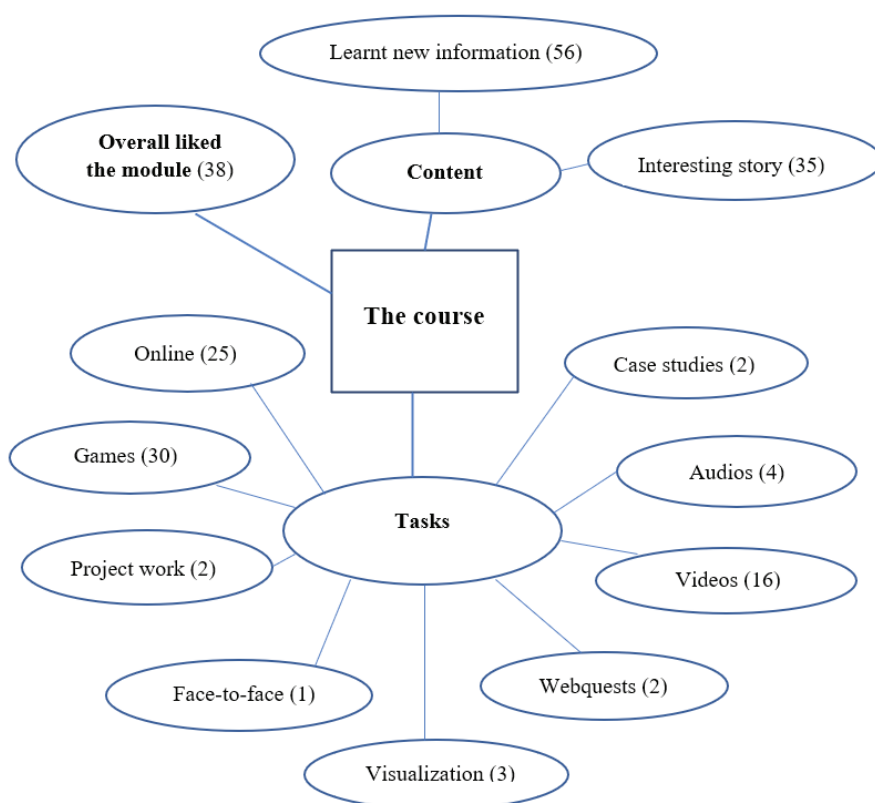 Learnt new information (56)
Overall liked
the module (38)
Content
Interesting story (35)
The course
Online (25)
Case studies (2)
Games (30)
Audios (4)
Tasks
Project work (2)
Videos (16)
Face-to-face (1)
Webquests (2)
Visualization (3)